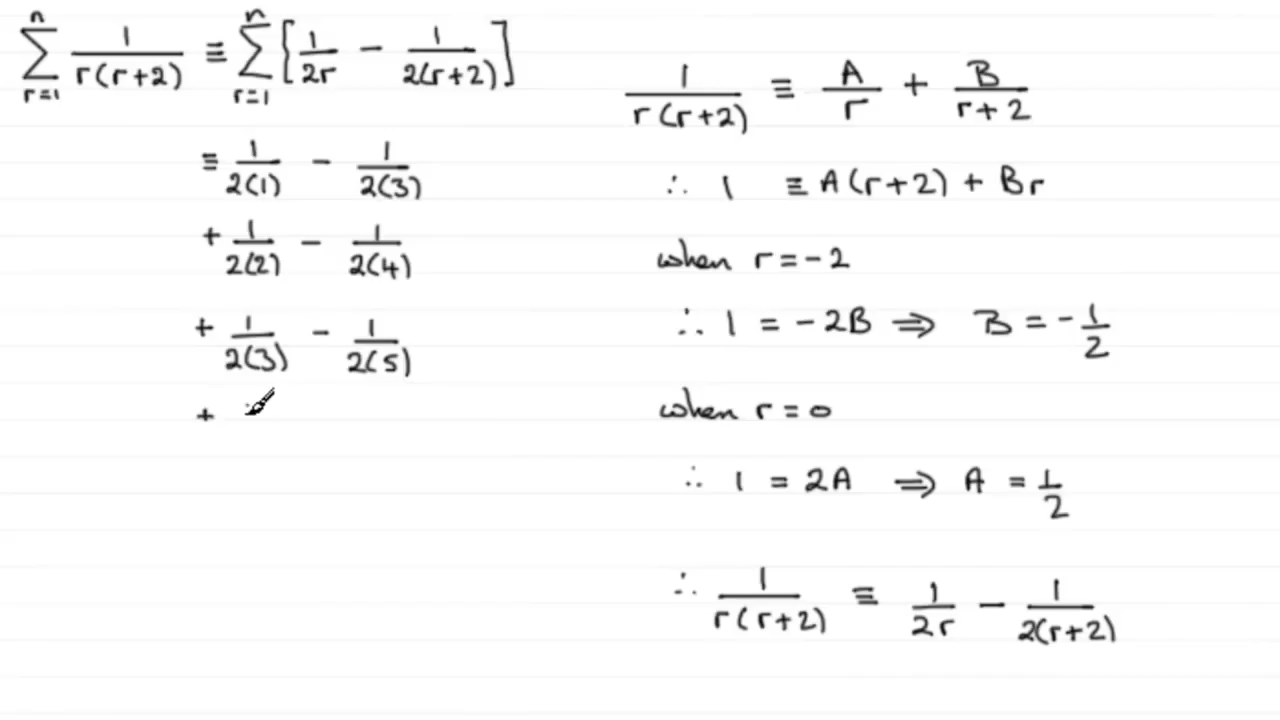 ∑_{r=1}^{n} 1/(r(r+2)) ≡ ∑_{r=1}^{n} [1/(2r) − 1/(2(r+2))]
≡ 1/(2(1)) − 1/(2(3))
+ 1/(2(2)) − 1/(2(4))
+ 1/(2(3)) − 1/(2(5))
+
1/(r(r+2)) ≡ A/r + B/(r+2)
∴ 1 ≡ A(r+2) + Br
when r = −2
∴ 1 = −2B ⇒ B = −1/2
when r = 0
∴ 1 = 2A ⇒ A = 1/2
∴ 1/(r(r+2)) ≡ 1/(2r) − 1/(2(r+2))